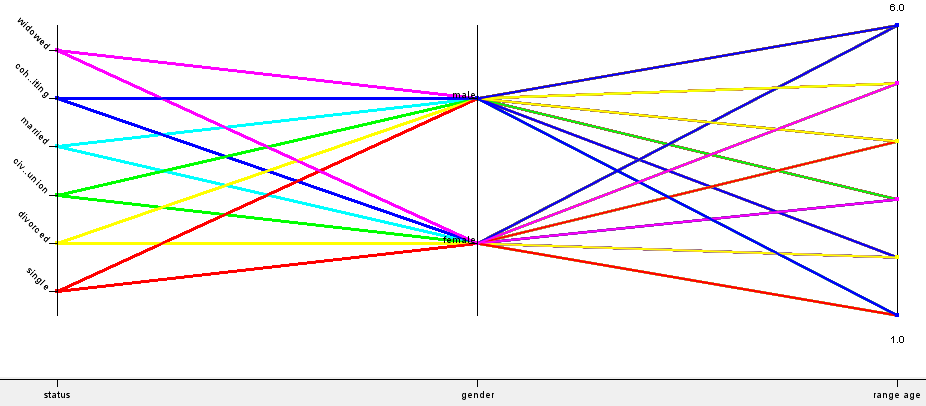 6.0
widowed
coh..iting
married
civ..union
divorced
single
male
female
1.0
status
gender
range age